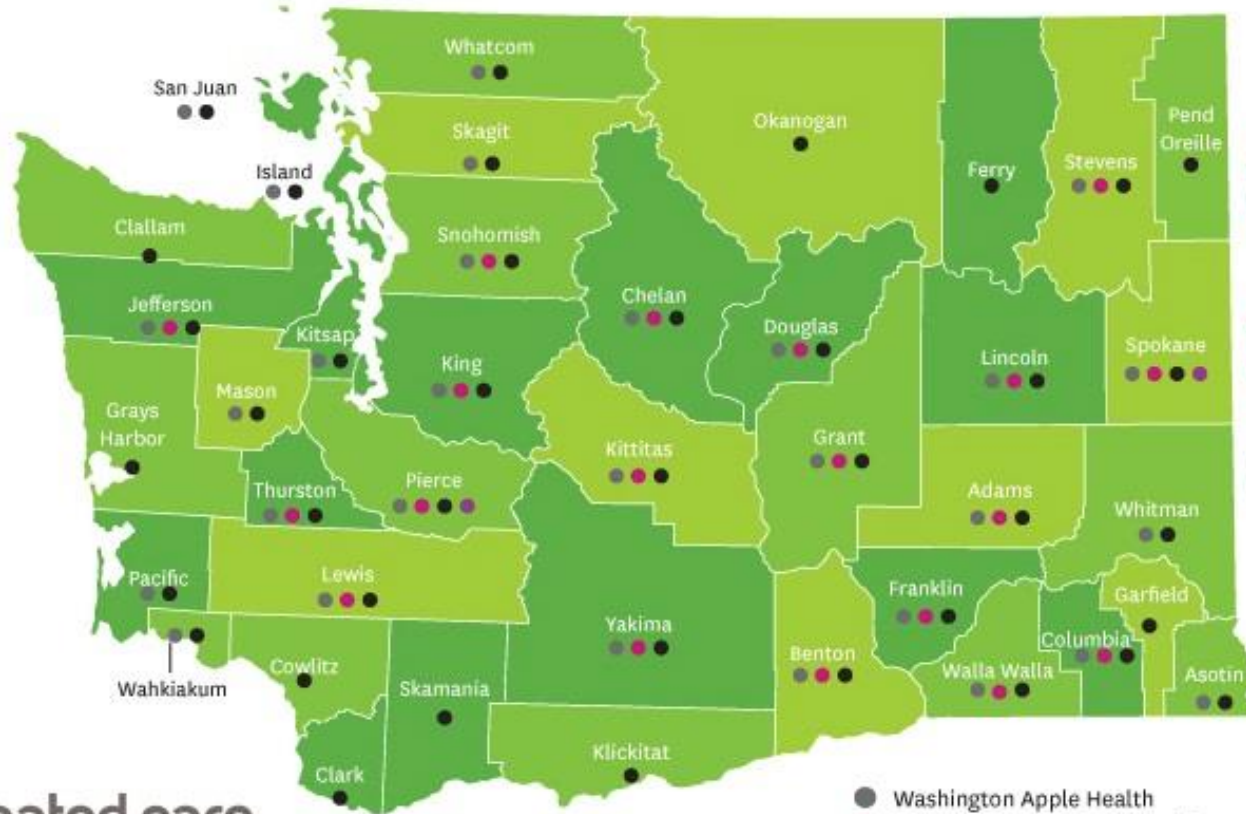 Whatcom
San Juan
Skagit
Okanogan
Pend
Oreille
Ferry
Stevens
Island
Clallam
Snohomish
Jefferson
Chelan
Douglas
Kitsap
King
Lincoln
Spokane
Mason
Grays
Harbor
Kittitas
Grant
Thurston
Pierce
Adams
Whitman
Pacific
Lewis
Franklin
Garfield
Yakima
Columbia
Benton
Walla Walla
Asotin
Wahkiakum
Cowlitz
Skamania
Klickitat
Clark
Washington Apple Health